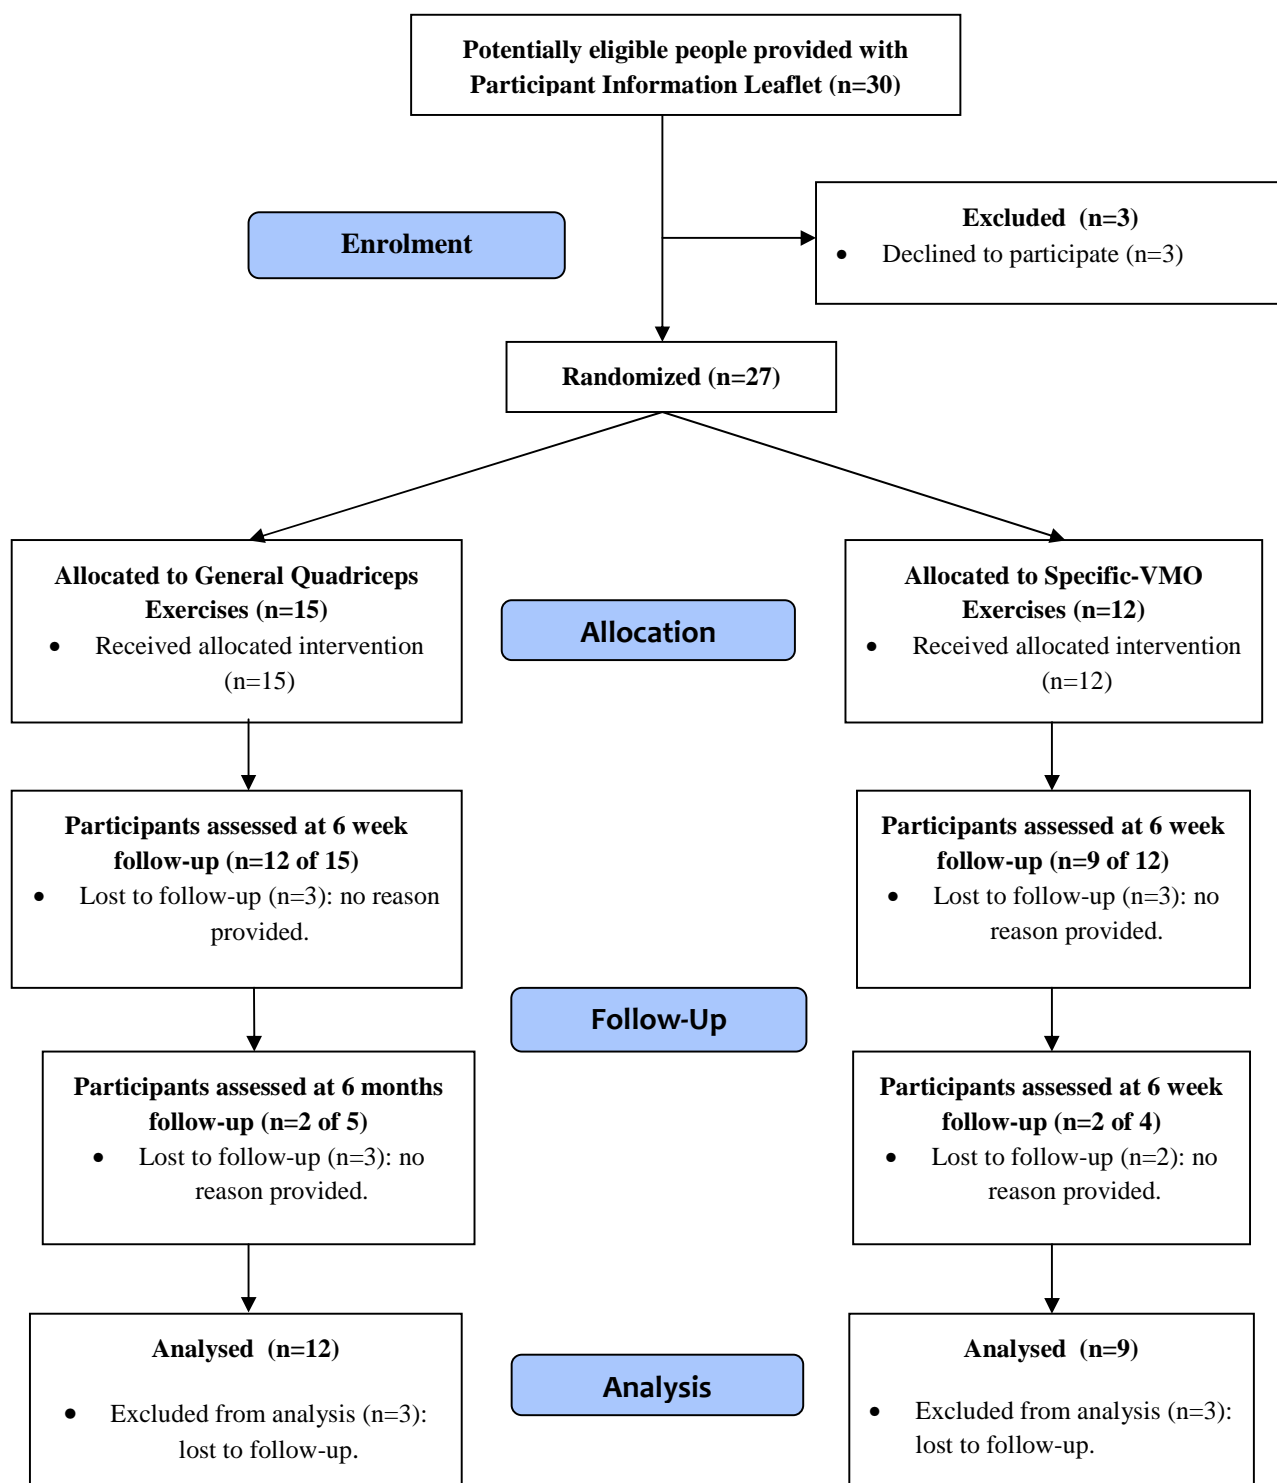 Potentially eligible people provided with
Participant Information Leaflet (n=30)
Excluded (n=3)
• Declined to participate (n=3)
Enrolment
Randomized (n=27)
Allocated to General Quadriceps
Exercises (n=15)
• Received allocated intervention
(n=15)
Allocation
Allocated to Specific-VMO
Exercises (n=12)
• Received allocated intervention
(n=12)
Participants assessed at 6 week
follow-up (n=12 of 15)
• Lost to follow-up (n=3): no reason
provided.
Participants assessed at 6 week
follow-up (n=9 of 12)
• Lost to follow-up (n=3): no
reason provided.
Follow-Up
Participants assessed at 6 months
follow-up (n=2 of 5)
• Lost to follow-up (n=3): no
reason provided.
Participants assessed at 6 week
follow-up (n=2 of 4)
• Lost to follow-up (n=2): no
reason provided.
Analysed (n=12)
• Excluded from analysis (n=3):
lost to follow-up.
Analysis
Analysed (n=9)
• Excluded from analysis (n=3):
lost to follow-up.